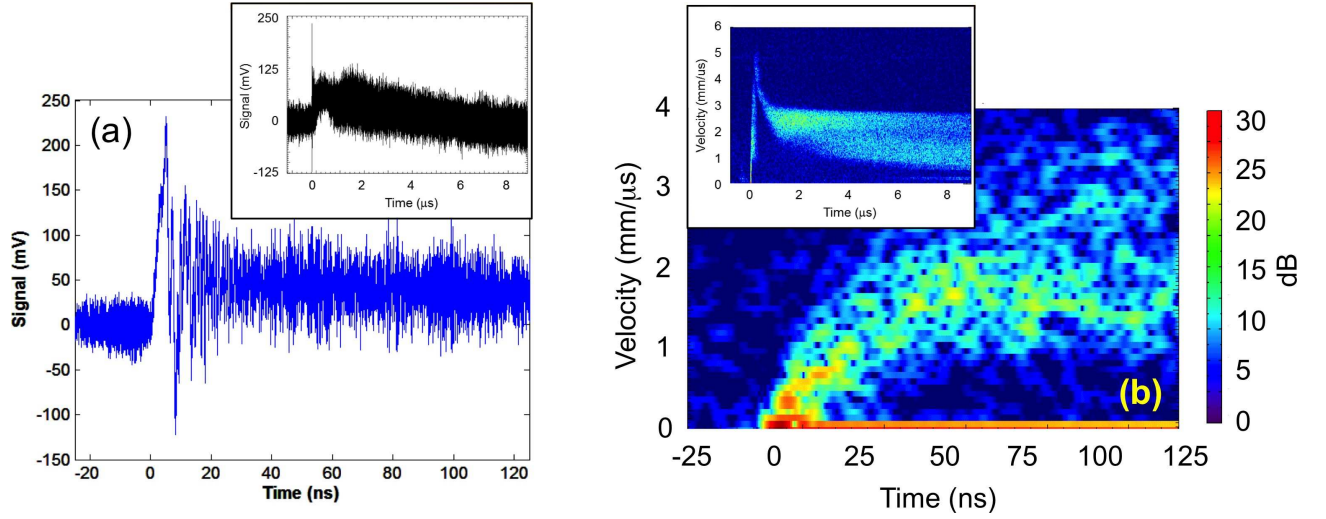 (a)
Signal (mV)
250
200
150
100
50
0
-50
-100
-150
-20 0 20 40 60 80 100 120
Time (ns)
Signal (mV)
250
125
0
-125
0 2 4 6 8
Time (μs)
(b)
Velocity (mm/μs)
4
3
2
1
0
-25 0 25 50 75 100 125
Time (ns)
Velocity (mm/us)
6
5
4
3
2
1
0
0 2 4 6 8
Time (μs)
30
25
20
15
10
5
0
dB